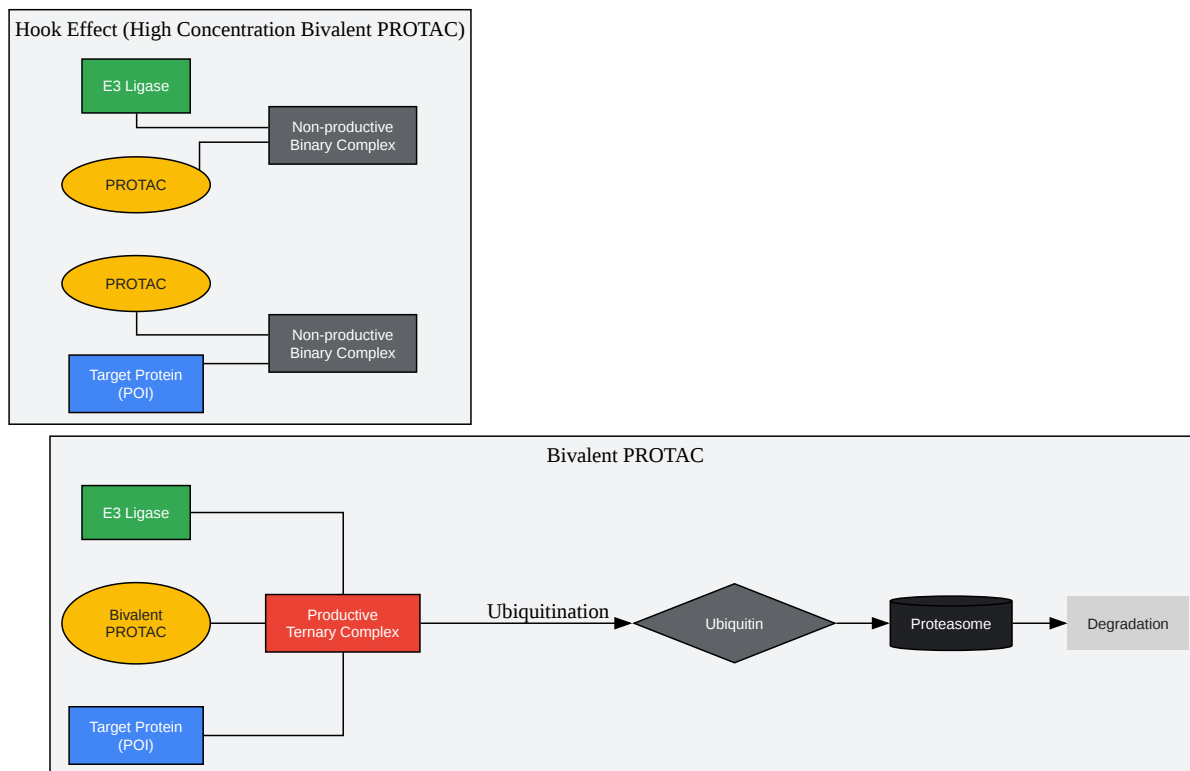 Hook Effect (High Concentration Bivalent PROTAC)
E3 Ligase
Non-productive
Binary Complex
PROTAC
PROTAC
Non-productive
Binary Complex
Target Protein
(POI)
Bivalent PROTAC
E3 Ligase
Bivalent
PROTAC
Productive
Ternary Complex
Ubiquitination
Ubiquitin
Proteasome
Degradation
Target Protein
(POI)